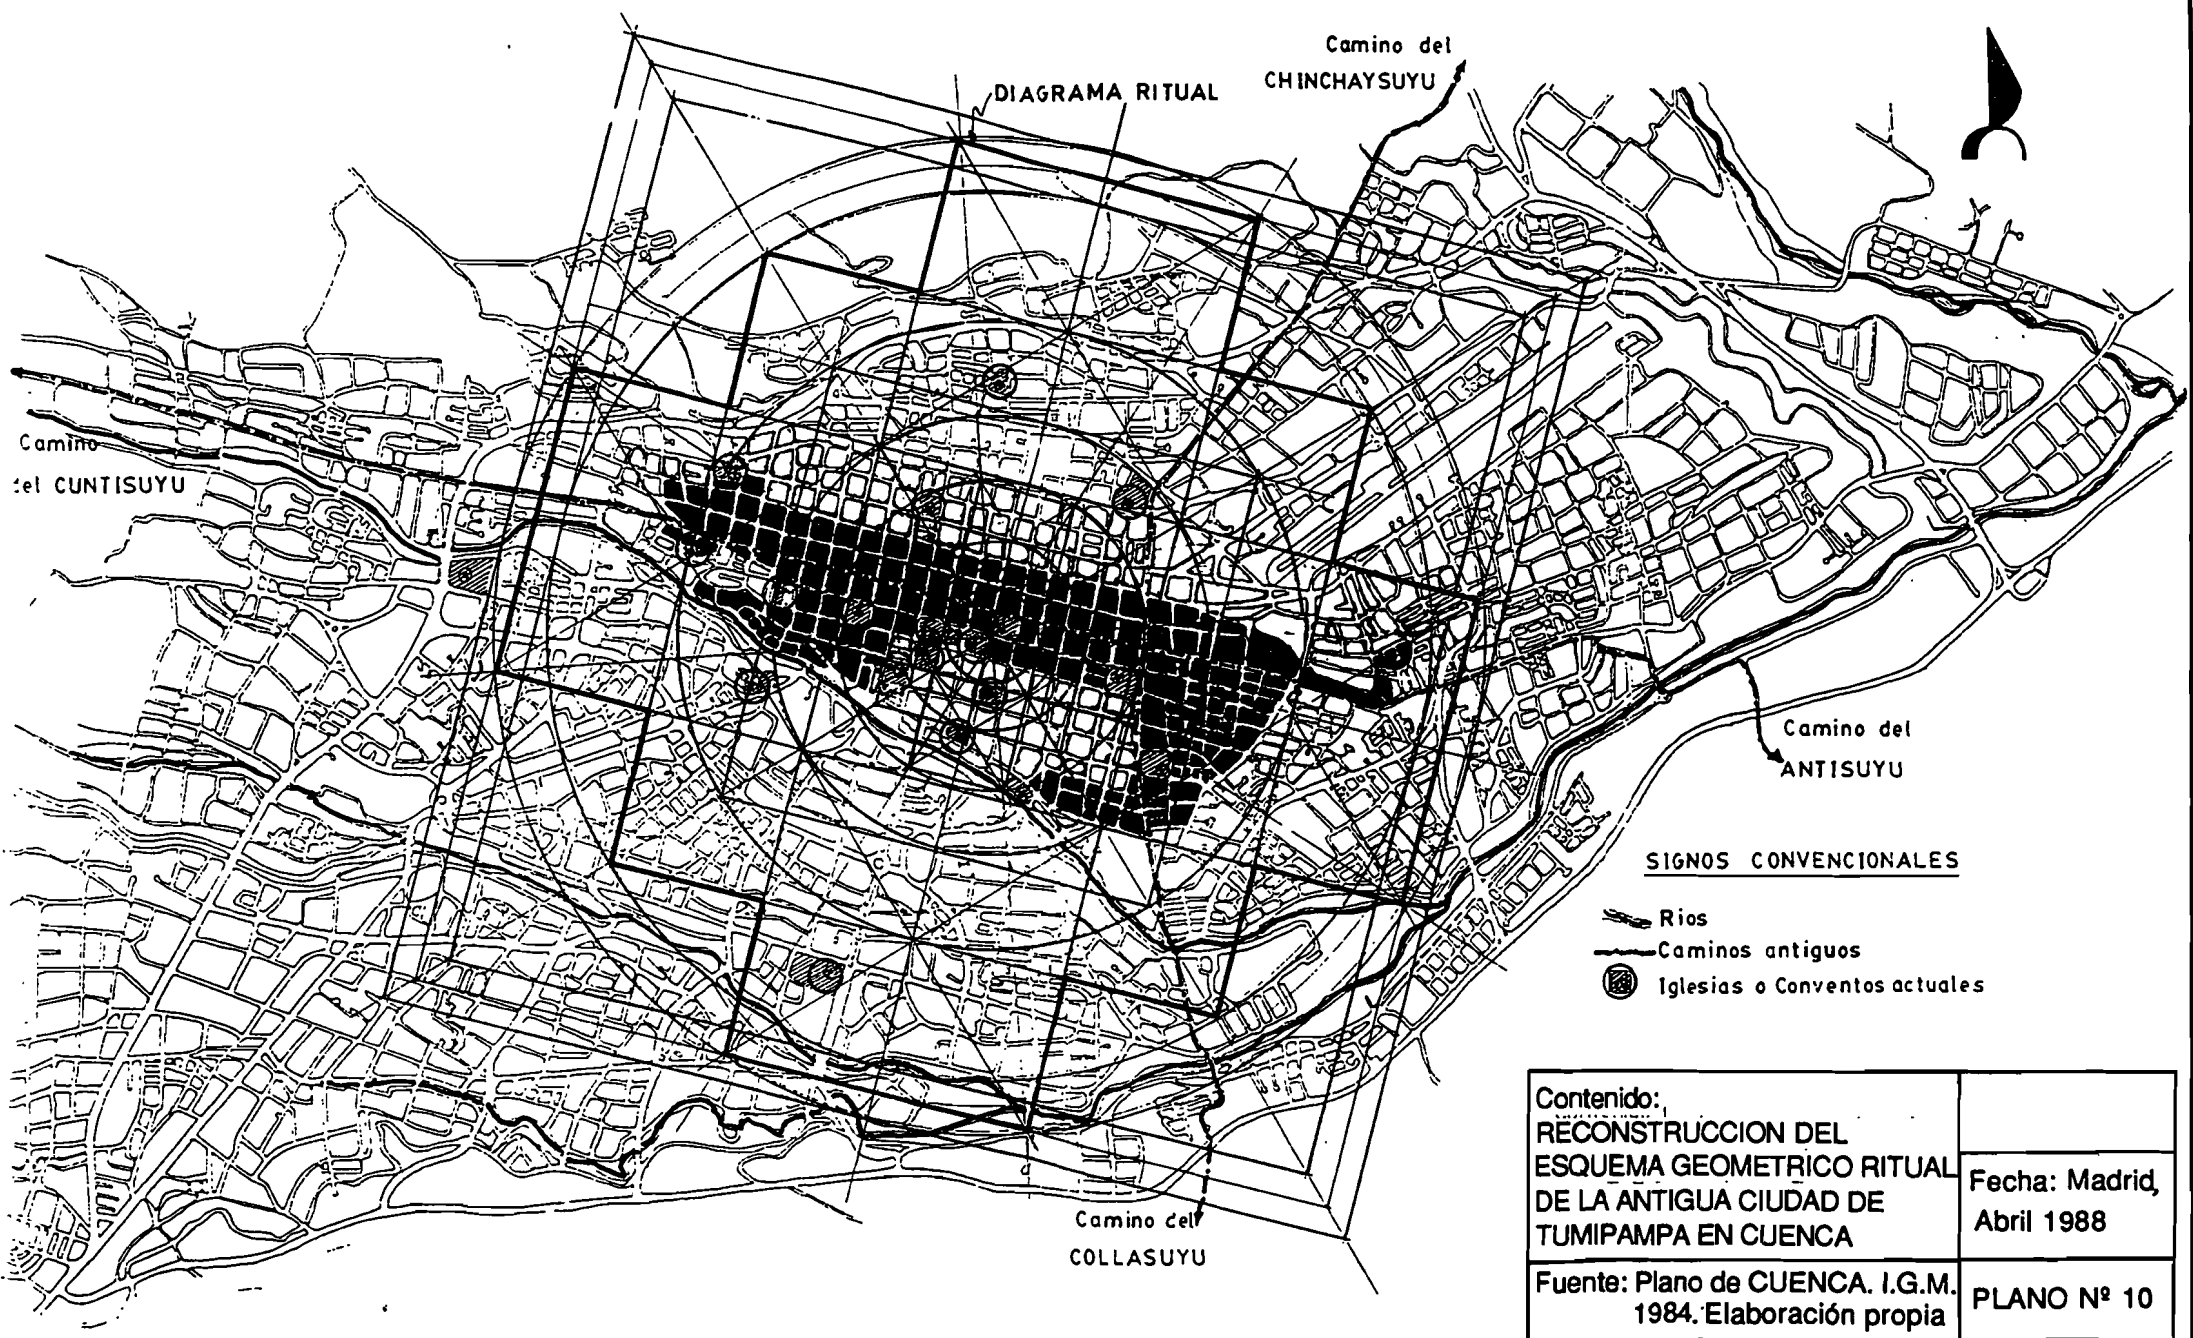 Camino del
CHINCHAYSUYU
DIAGRAMA RITUAL
Camino
del CUNTISUYU
Camino del
ANTISUYU
SIGNOS CONVENCIONALES
Rios
Caminos antiguos
Iglesias o Conventos actuales
Camino del
COLLASUYU
Contenido:
RECONSTRUCCION DEL
ESQUEMA GEOMETRICO RITUAL
DE LA ANTIGUA CIUDAD DE
TUMIPAMPA EN CUENCA
Fecha: Madrid,
Abril 1988
Fuente: Plano de CUENCA. I.G.M.
1984. Elaboración propia
PLANO Nº 10